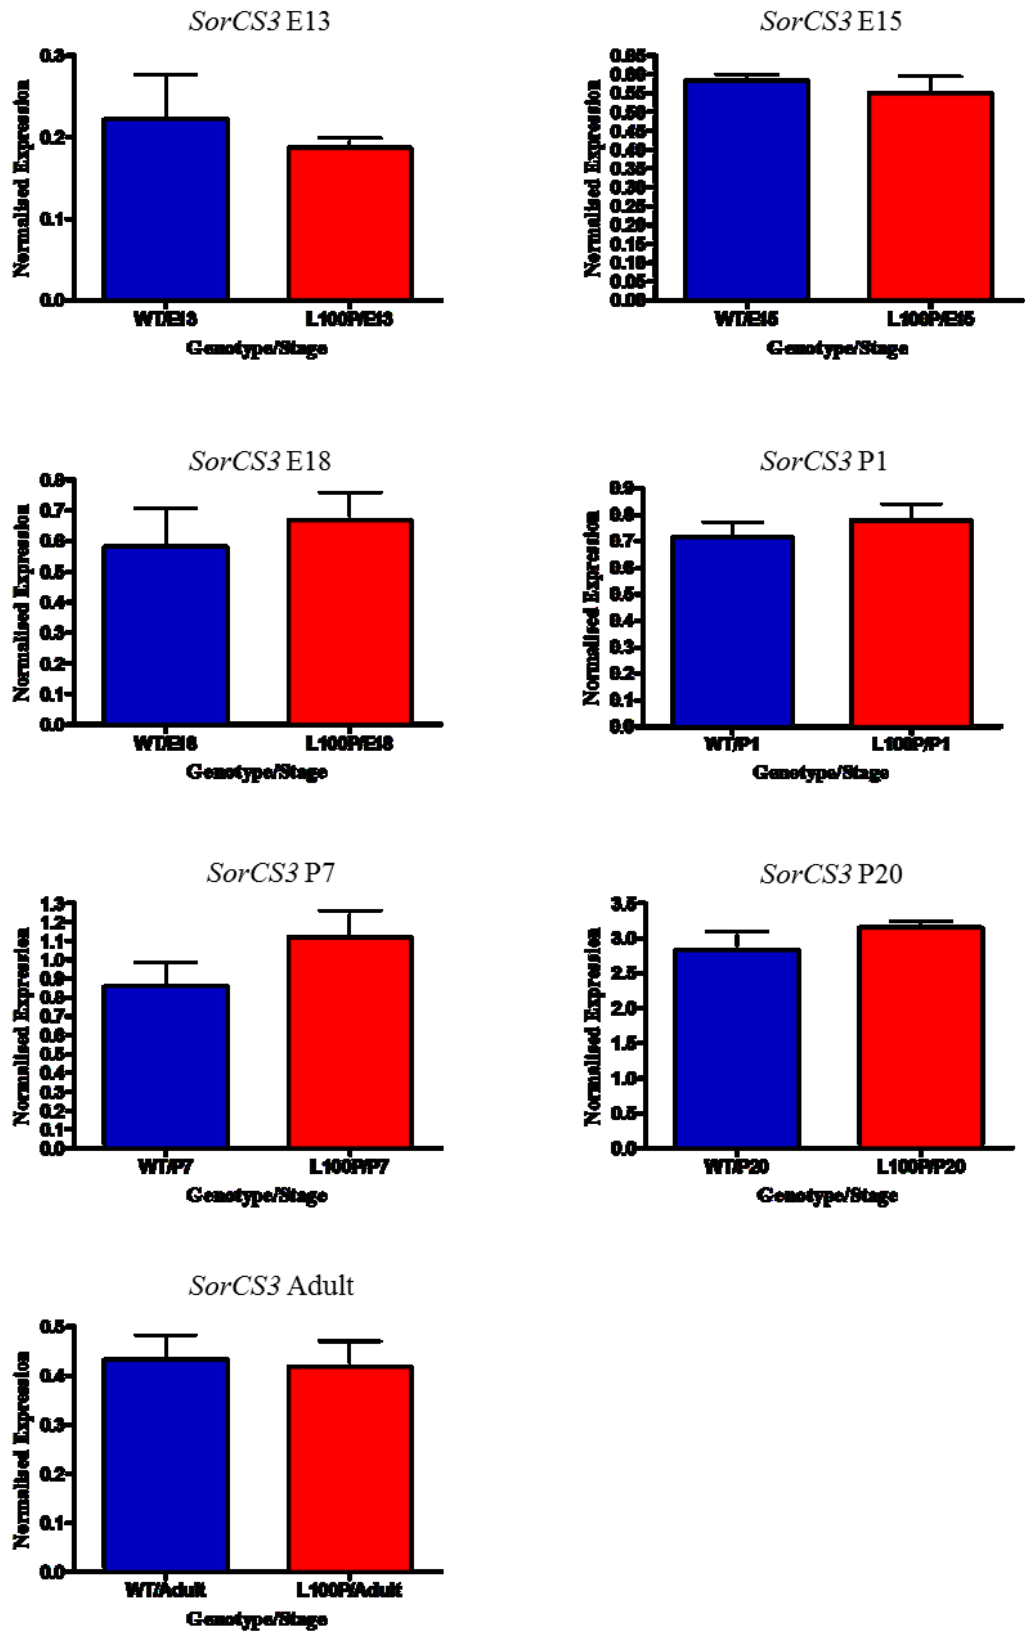 SorCS3 E13
Normalised Expression
0.3
0.2
0.1
0.0
WT/E13 L100P/E13
Genotype/Stage
SorCS3 E15
Normalised Expression
0.65
0.60
0.55
0.50
0.45
0.40
0.35
0.30
0.25
0.20
0.15
0.10
0.05
0.00
WT/E15 L100P/E15
Genotype/Stage
SorCS3 E18
Normalised Expression
0.8
0.7
0.6
0.5
0.4
0.3
0.2
0.1
0.0
WT/E18 L100P/E18
Genotype/Stage
SorCS3 P1
Normalised Expression
0.9
0.8
0.7
0.6
0.5
0.4
0.3
0.2
0.1
0.0
WT/P1 L100P/P1
Genotype/Stage
SorCS3 P7
Normalised Expression
1.3
1.2
1.1
1.0
0.9
0.8
0.7
0.6
0.5
0.4
0.3
0.2
0.1
0.0
WT/P7 L100P/P7
Genotype/Stage
SorCS3 P20
Normalised Expression
3.5
3.0
2.5
2.0
1.5
1.0
0.5
0.0
WT/P20 L100P/P20
Genotype/Stage
SorCS3 Adult
Normalised Expression
0.5
0.4
0.3
0.2
0.1
0.0
WT/Adult L100P/Adult
Genotype/Stage